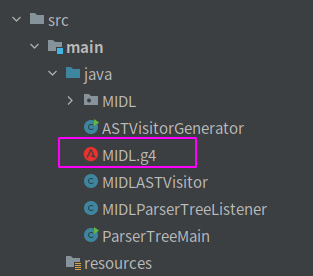 src
main
java
MIDL
ASTVisitorGenerator
MIDL.g4
MIDLASTVisitor
MIDLParserTreeListener
ParserTreeMain
resources